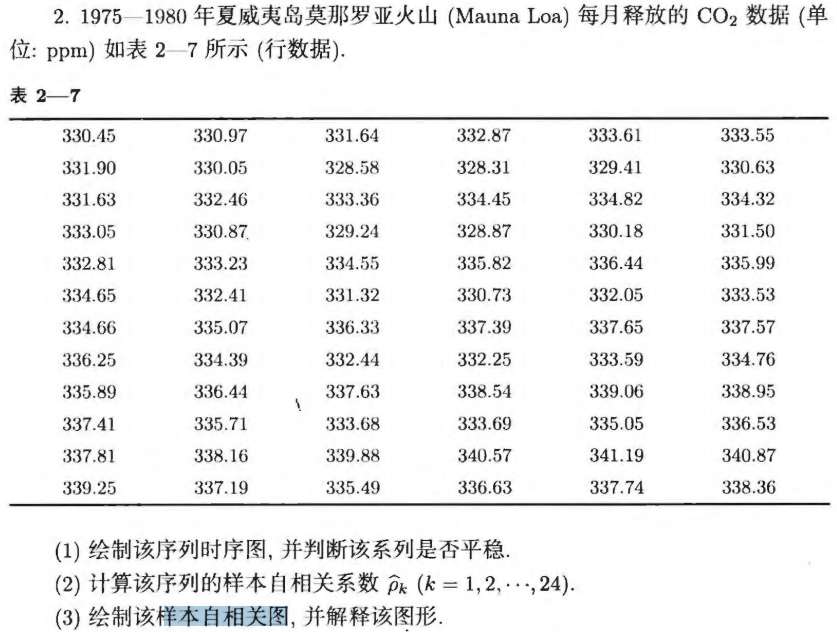 2. 1975—1980 年夏威夷岛莫那罗亚火山 (Mauna Loa) 每月释放的 CO₂ 数据 (单
位: ppm) 如表 2—7 所示 (行数据).
表 2—7
330.45 330.97 331.64 332.87 333.61 333.55
331.90 330.05 328.58 328.31 329.41 330.63
331.63 332.46 333.36 334.45 334.82 334.32
333.05 330.87 329.24 328.87 330.18 331.50
332.81 333.23 334.55 335.82 336.44 335.99
334.65 332.41 331.32 330.73 332.05 333.53
334.66 335.07 336.33 337.39 337.65 337.57
336.25 334.39 332.44 332.25 333.59 334.76
335.89 336.44 337.63 338.54 339.06 338.95
337.41 335.71 333.68 333.69 335.05 336.53
337.81 338.16 339.88 340.57 341.19 340.87
339.25 337.19 335.49 336.63 337.74 338.36
(1) 绘制该序列时序图, 并判断该系列是否平稳.
(2) 计算该序列的样本自相关系数 ρ̂ₖ (k = 1, 2, ⋯, 24).
(3) 绘制该样本自相关图, 并解释该图形.